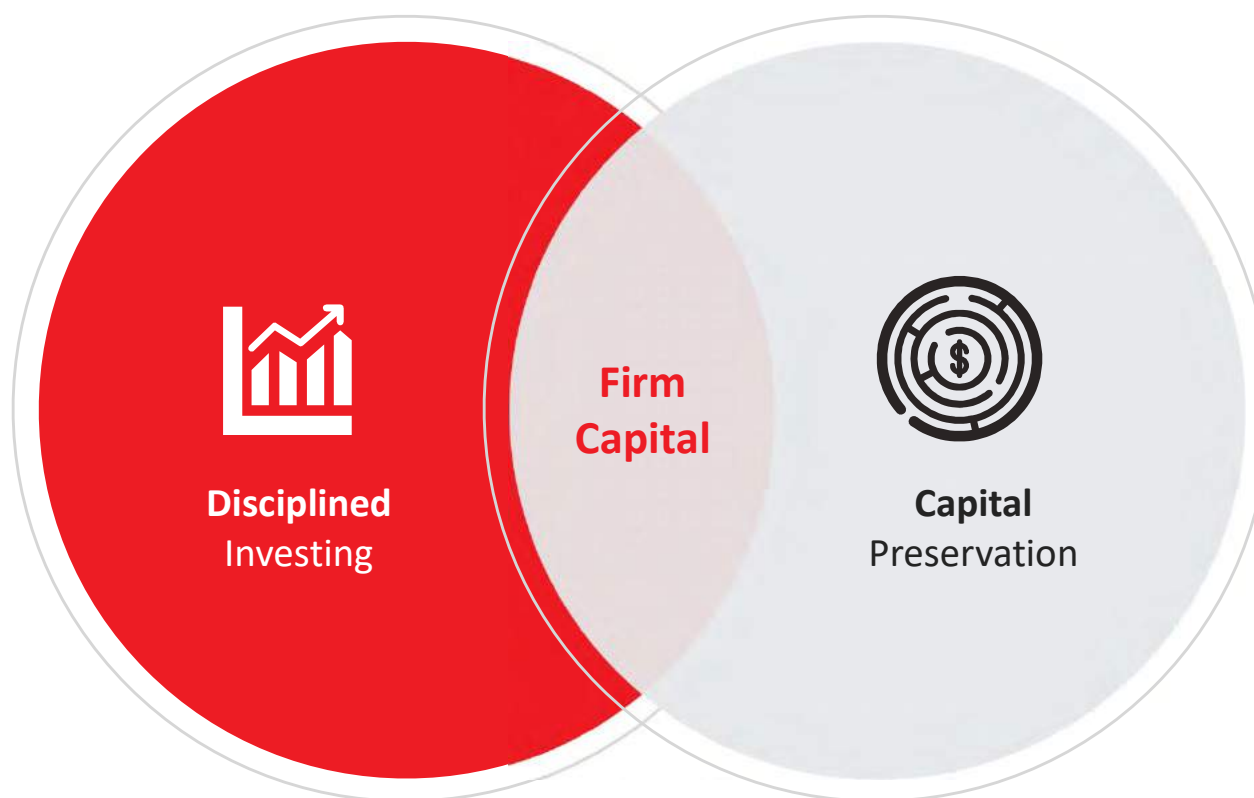 Firm
Capital
Disciplined
Investing
$
Capital
Preservation